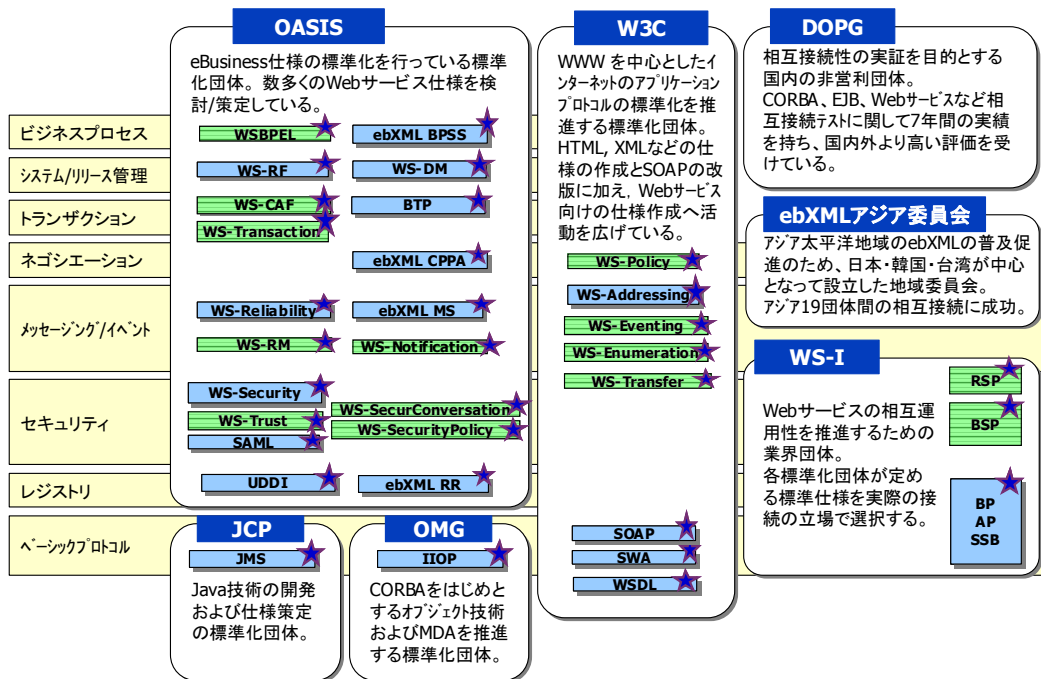 OASIS
eBusiness仕様の標準化を行っている標準
化団体。数多くのWebサービス仕様を検
討/策定している。
W3C
WWW を中心としたイ
ンターネットのアプリケーション
プロトコルの標準化を推
進する標準化団体。
HTML, XMLなどの仕
様の作成とSOAPの改
版に加え, Webサービス
向けの仕様作成へ活
動を広げている。
DOPG
相互接続性の実証を目的とする
国内の非営利団体。
CORBA、EJB、Webサービスなど相
互接続テストに関して7年間の実績
を持ち、国内外より高い評価を受
けている。
ビジネスプロセス
WSBPEL
ebXML BPSS
システム/リリース管理
WS-RF
WS-DM
トランザクション
WS-CAF
BTP
WS-Transaction
ネゴシエーション
ebXML CPPA
WS-Policy
ebXMLアジア委員会
アジア太平洋地域のebXMLの普及促
進のため、日本・韓国・台湾が中心
となって設立した地域委員会。
アジア19団体間の相互接続に成功。
メッセージング/イベント
WS-Reliability
ebXML MS
WS-RM
WS-Notification
WS-Addressing
WS-Eventing
WS-Enumeration
WS-Transfer
WS-I
Webサービスの相互運
用性を推進するための
業界団体。
各標準化団体が定め
る標準仕様を実際の接
続の立場で選択する。
RSP
BSP
BP
AP
SSB
セキュリティ
WS-Security
WS-Trust
SAML
WS-SecurConversation
WS-SecurityPolicy
レジストリ
UDDI
ebXML RR
ベーシックプロトコル
JCP
JMS
Java技術の開発
および仕様策定
の標準化団体。
OMG
IIOP
CORBAをはじめと
するオブジェクト技術
およびMDAを推進
する標準化団体。
SOAP
SWA
WSDL